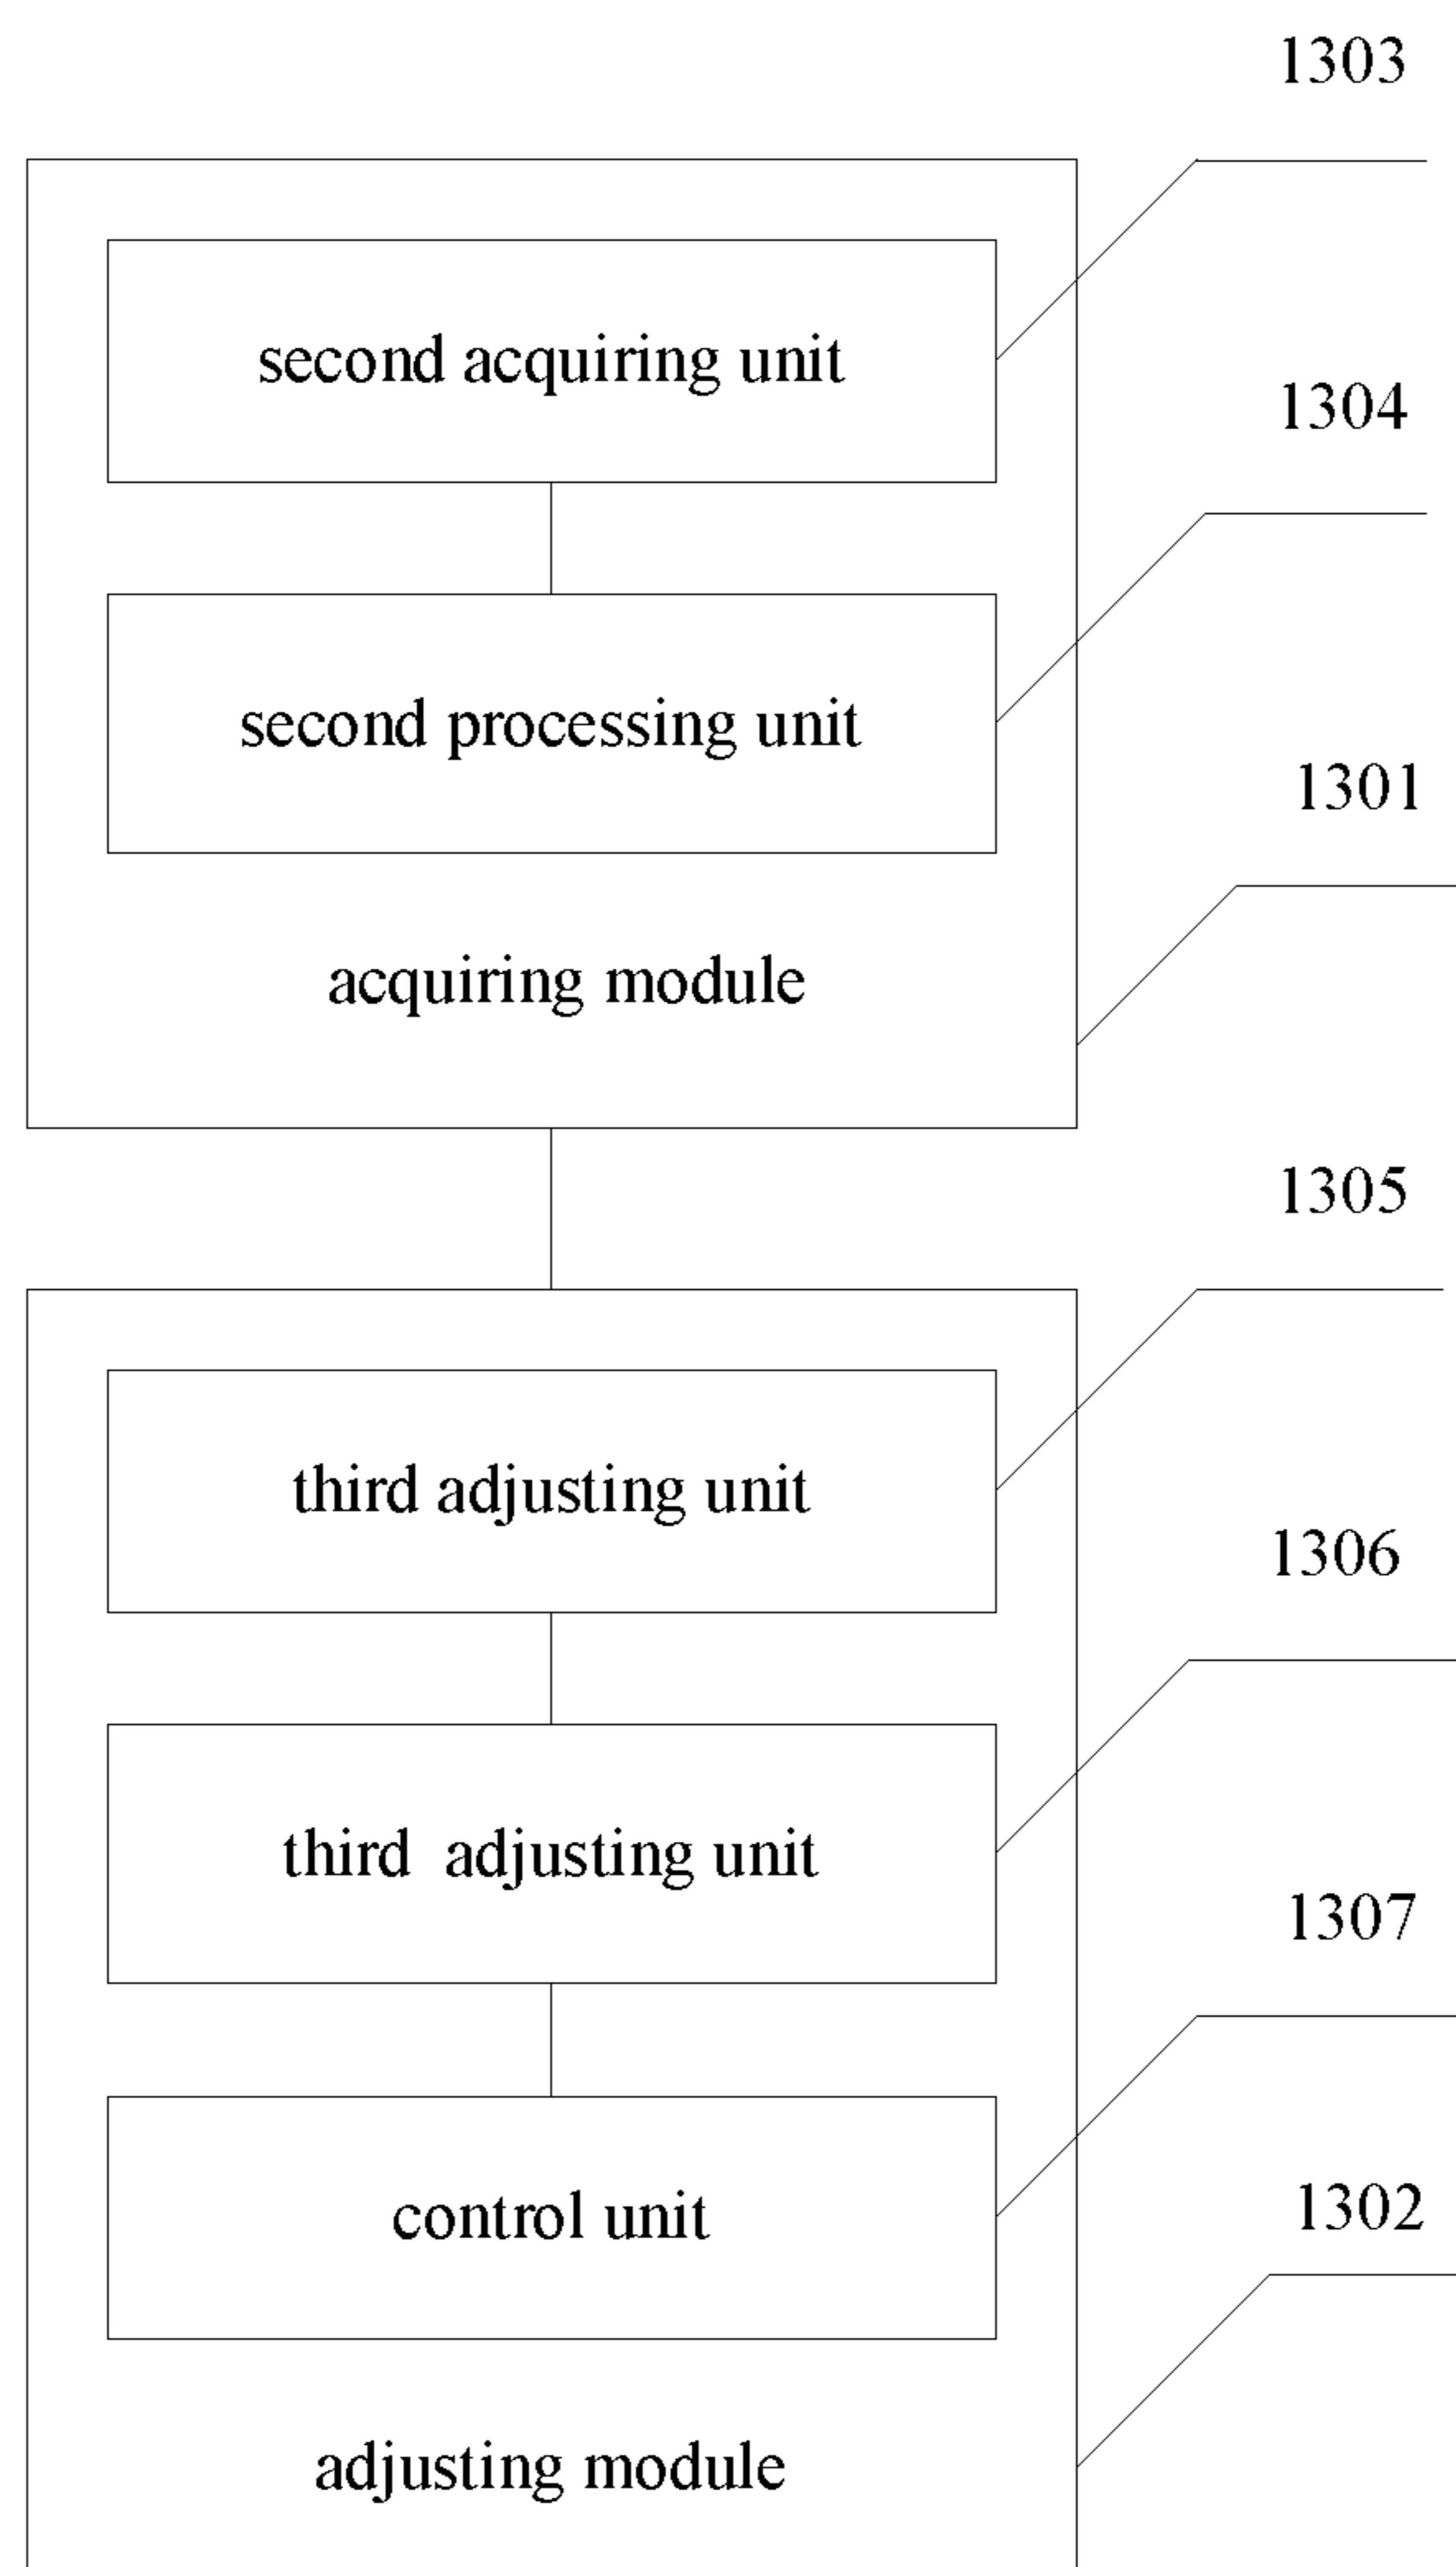 1303
second acquiring unit
1304
second processing unit
1301
acquiring module
1305
third adjusting unit
1306
third adjusting unit
1307
control unit
1302
adjusting module